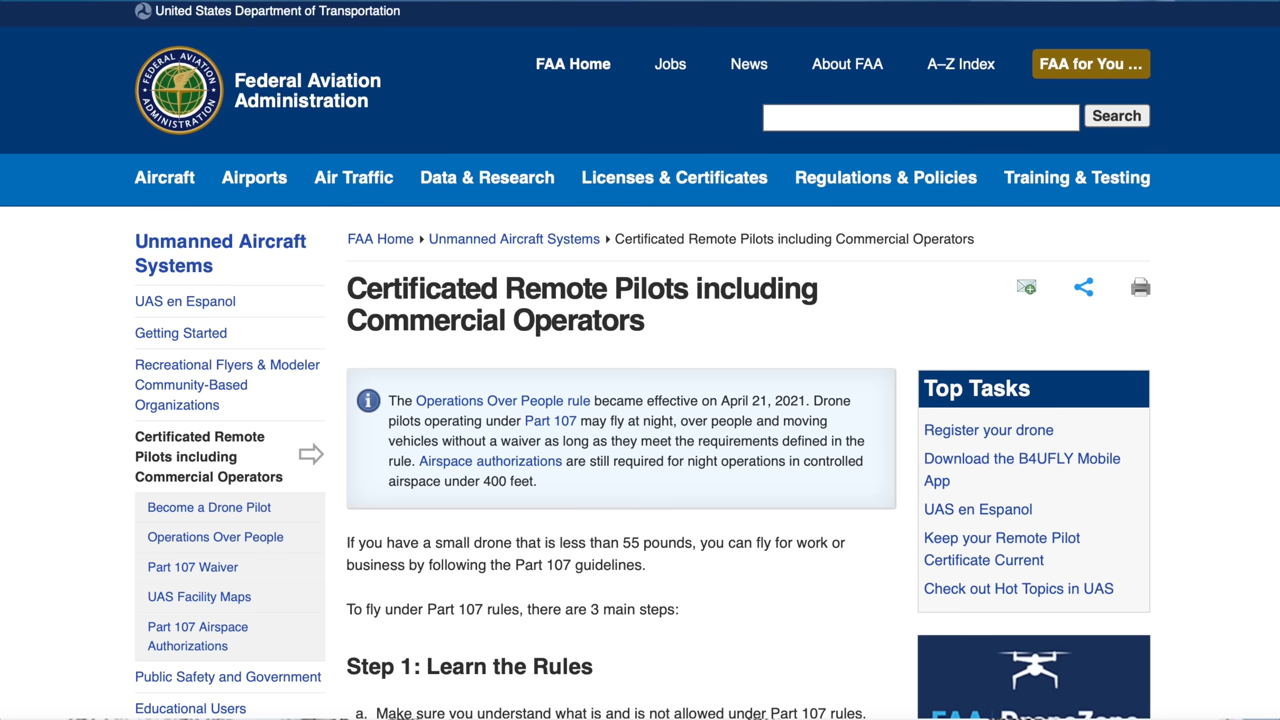 United States Department of Transportation
FAA Home
Jobs
News
About FAA
A–Z Index
FAA for You ...
FEDERAL AVIATION ADMINISTRATION
Federal Aviation
Administration
Search
Aircraft
Airports
Air Traffic
Data & Research
Licenses & Certificates
Regulations & Policies
Training & Testing
Unmanned Aircraft
Systems
UAS en Espanol
Getting Started
Recreational Flyers & Modeler
Community-Based
Organizations
Certificated Remote
Pilots including
Commercial Operators
Become a Drone Pilot
Operations Over People
Part 107 Waiver
UAS Facility Maps
Part 107 Airspace
Authorizations
Public Safety and Government
Educational Users
FAA Home Unmanned Aircraft Systems Certificated Remote Pilots including Commercial Operators
Certificated Remote Pilots including
Commercial Operators
The Operations Over People rule became effective on April 21, 2021. Drone
pilots operating under Part 107 may fly at night, over people and moving
vehicles without a waiver as long as they meet the requirements defined in the
rule. Airspace authorizations are still required for night operations in controlled
airspace under 400 feet.
If you have a small drone that is less than 55 pounds, you can fly for work or
business by following the Part 107 guidelines.
To fly under Part 107 rules, there are 3 main steps:
Step 1: Learn the Rules
a. Make sure you understand what is and is not allowed under Part 107 rules.
Top Tasks
Register your drone
Download the B4UFLY Mobile
App
UAS en Espanol
Keep your Remote Pilot
Certificate Current
Check out Hot Topics in UAS
FAA DroneZone